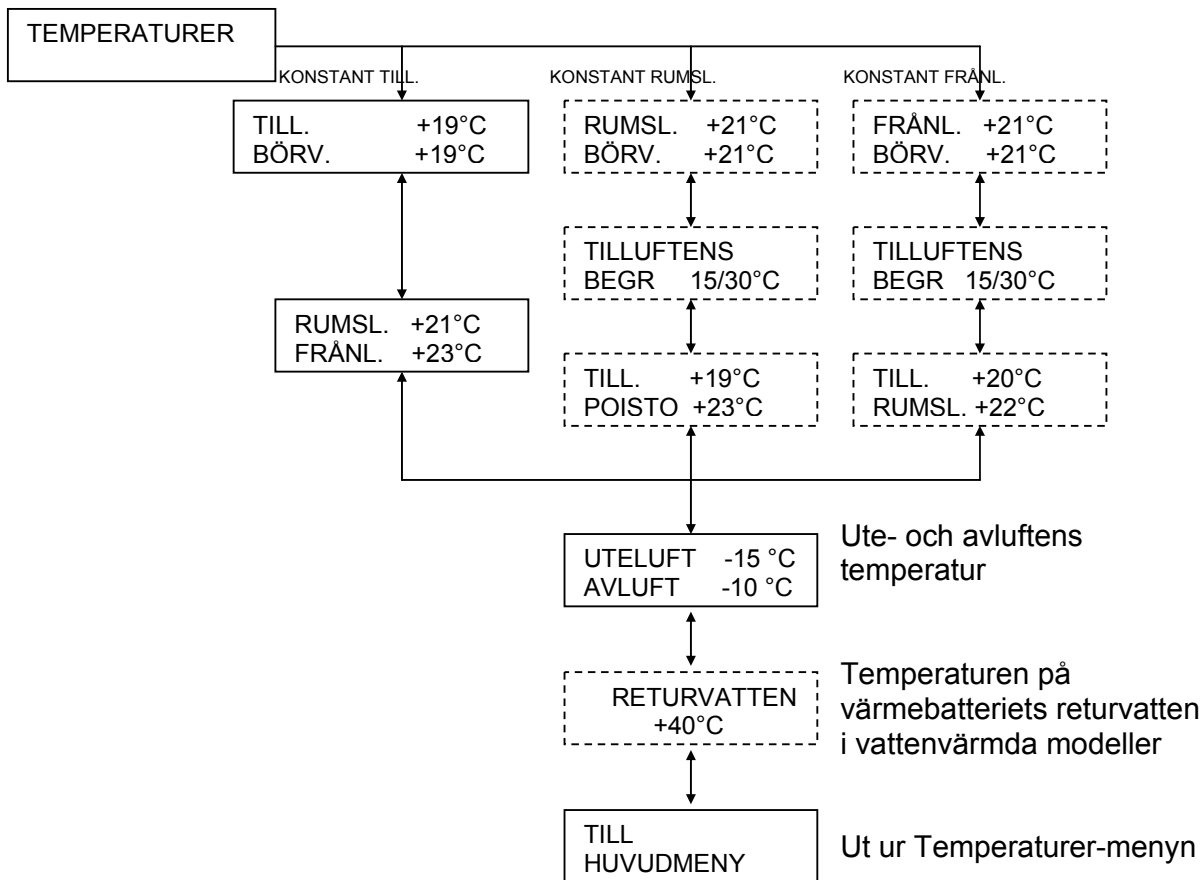 TEMPERATURER
KONSTANT TILL.
KONSTANT RUMSL.
KONSTANT FRÅNL.
TILL. +19°C
BÖRV. +19°C
RUMSL. +21°C
BÖRV. +21°C
FRÅNL. +21°C
BÖRV. +21°C
TILLUFTENS
BEGR 15/30°C
TILLUFTENS
BEGR 15/30°C
RUMSL. +21°C
FRÅNL. +23°C
TILL. +19°C
POISTO +23°C
TILL. +20°C
RUMSL. +22°C
UTELUFT -15 °C
AVLUFT -10 °C
Ute- och avluftens
temperatur
RETURVATTEN
+40°C
Temperaturen på
värmebatteriets returvatten
i vattenvärmda modeller
TILL
HUVUDMENY
Ut ur Temperaturer-menyn